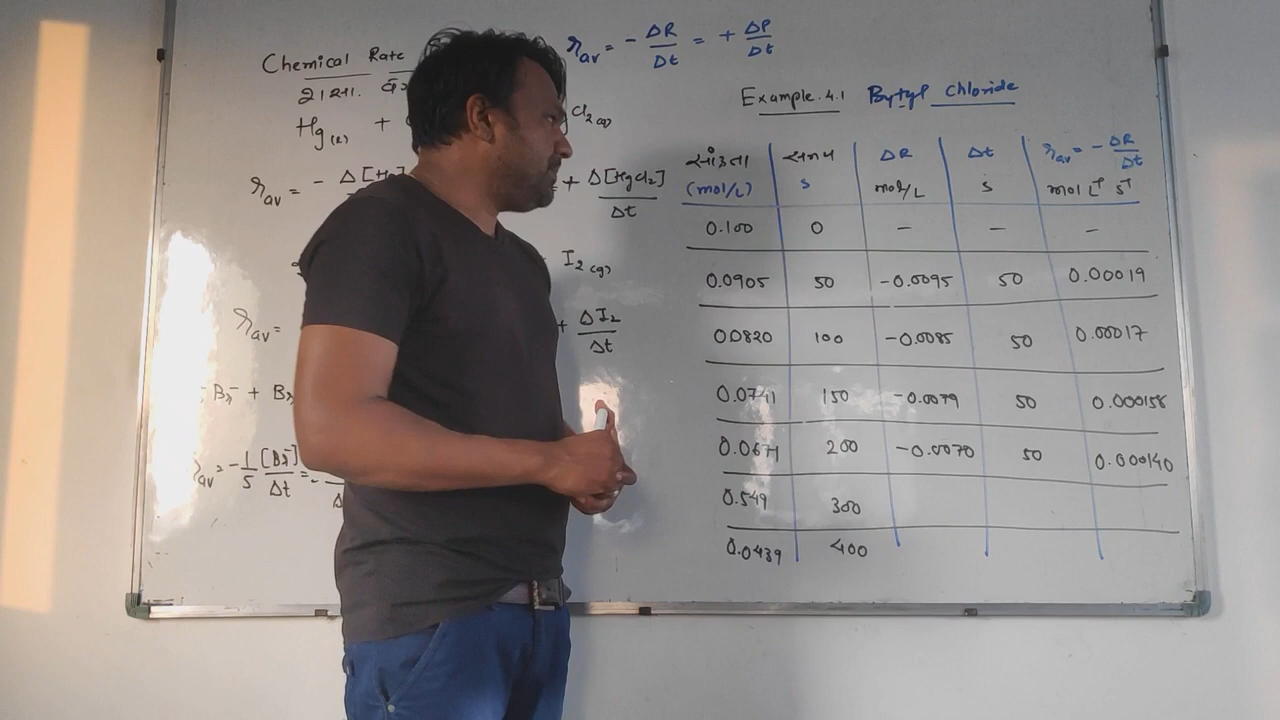 Chemical Rate
રાસા.
Hg(l) +
Cl2(g)
r_av = - Δ[Hg
+ Δ[HgCl2] / Δt
I2(g)
r_av =
+ ΔI2 / Δt
Br⁻ + Br
r_av = -1/5 [Br⁻] / Δt = -
r_av = - ΔR/Δt = + ΔP/Δt
Example.4.1 Bytyl Chloride
સાંદ્રતા સમય ΔR Δt r_av = - ΔR/Δt
(mol/L) s mol/L s mol L⁻¹ s⁻¹
0.100 0 — — —
0.0905 50 -0.0095 50 0.00019
00820 100 -0.0085 50 0.00017
0.0741 150 -0.0079 50 0.000158
0.0671 200 -0.0070 50 0.000140
0.549 300
0.0439 400